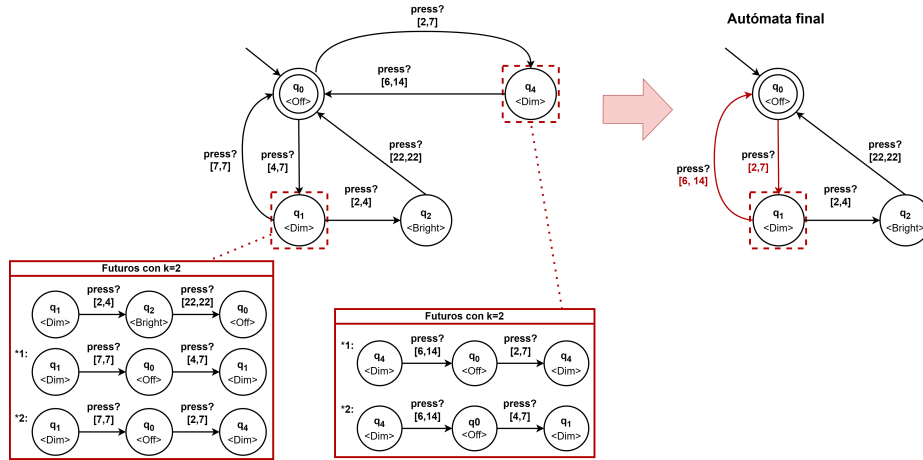 press?
[2,7]
Autómata final
q0
<Off>
press?
[6,14]
q4
<Dim>
q0
<Off>
press?
[7,7]
press?
[4,7]
press?
[22,22]
press?
[6, 14]
press?
[2,7]
press?
[22,22]
q1
<Dim>
press?
[2,4]
q2
<Bright>
q1
<Dim>
press?
[2,4]
q2
<Bright>
Futuros con k=2
q1
<Dim>
press?
[2,4]
q2
<Bright>
press?
[22,22]
q0
<Off>
*1:
q1
<Dim>
press?
[7,7]
q0
<Off>
press?
[4,7]
q1
<Dim>
*2:
q1
<Dim>
press?
[7,7]
q0
<Off>
press?
[2,7]
q4
<Dim>
Futuros con k=2
*1:
q4
<Dim>
press?
[6,14]
q0
<Off>
press?
[2,7]
q4
<Dim>
*2:
q4
<Dim>
press?
[6,14]
q0
<Off>
press?
[4,7]
q1
<Dim>